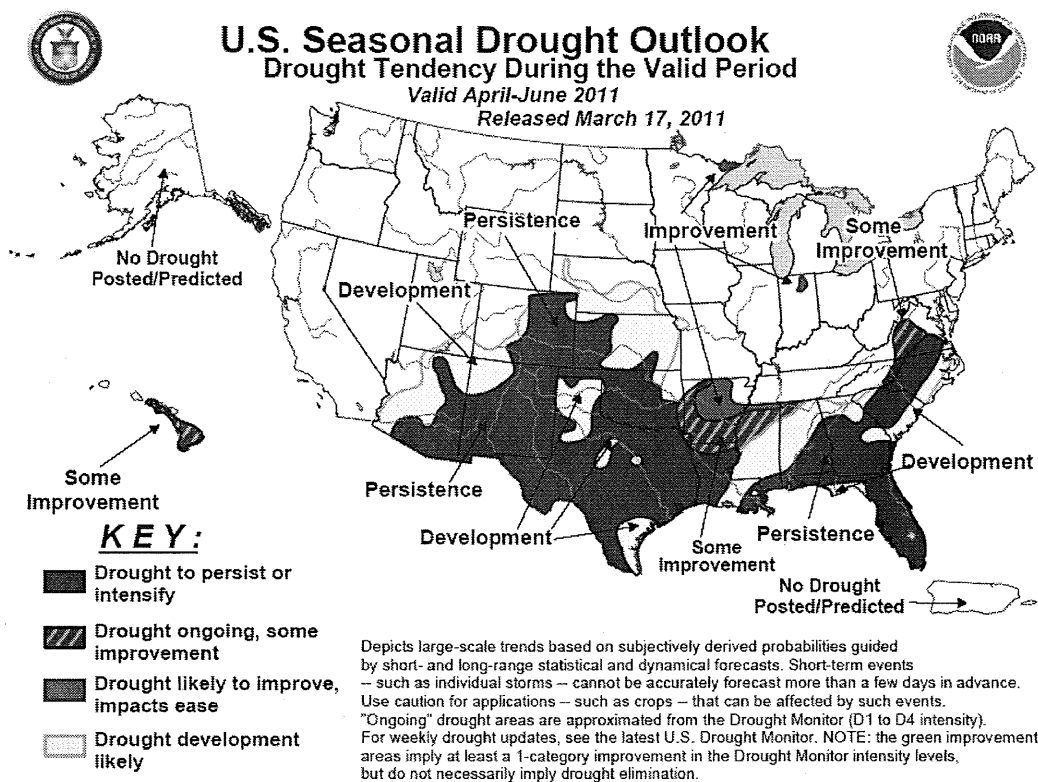 U.S. Seasonal Drought Outlook
Drought Tendency During the Valid Period
Valid April-June 2011
Released March 17, 2011
NOAA
No Drought
Posted/Predicted
Persistence
Improvement
Some
Improvement
Development
Some
Improvement
Persistence
Development
Some
Improvement
Persistence
Development
No Drought
Posted/Predicted
KEY:
Drought to persist or
intensify
Drought ongoing, some
improvement
Drought likely to improve,
impacts ease
Drought development
likely
Depicts large-scale trends based on subjectively derived probabilities guided
by short- and long-range statistical and dynamical forecasts. Short-term events
-- such as individual storms -- cannot be accurately forecast more than a few days in advance.
Use caution for applications -- such as crops -- that can be affected by such events.
"Ongoing" drought areas are approximated from the Drought Monitor (D1 to D4 intensity).
For weekly drought updates, see the latest U.S. Drought Monitor. NOTE: the green improvement
areas imply at least a 1-category improvement in the Drought Monitor intensity levels,
but do not necessarily imply drought elimination.